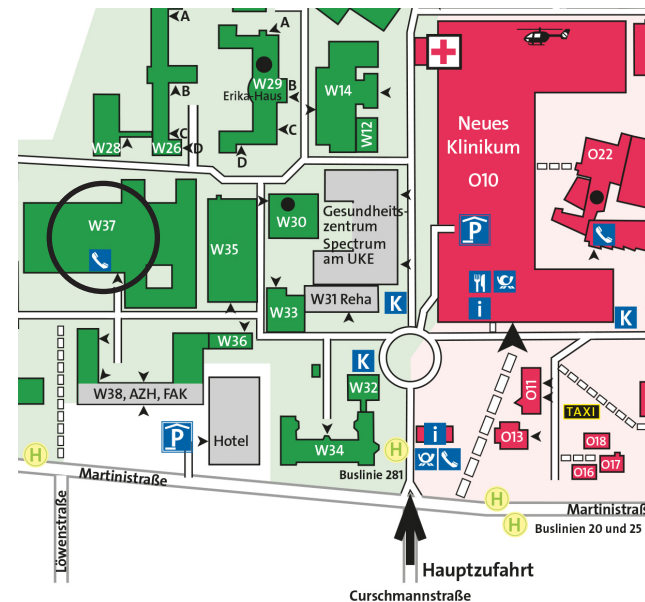 A
A
B
W29
B
Erika-Haus
W14
W12
C
C
W28
W26
D
D
Neues
Klinikum
O10
O22
W37
W35
W30
Gesundheits-
zentrum
Spectrum
am UKE
P
W31 Reha
K
W33
i
K
W36
K
W32
W38, AZH, FAK
O11
TAXI
P
Hotel
W34
H
i
O13
O18
O16
O17
H
Martinistraße
Buslinie 281
H
H
Martinistraß
Buslinien 20 und 25
Löwenstraße
Hauptzufahrt
Curschmannstraße